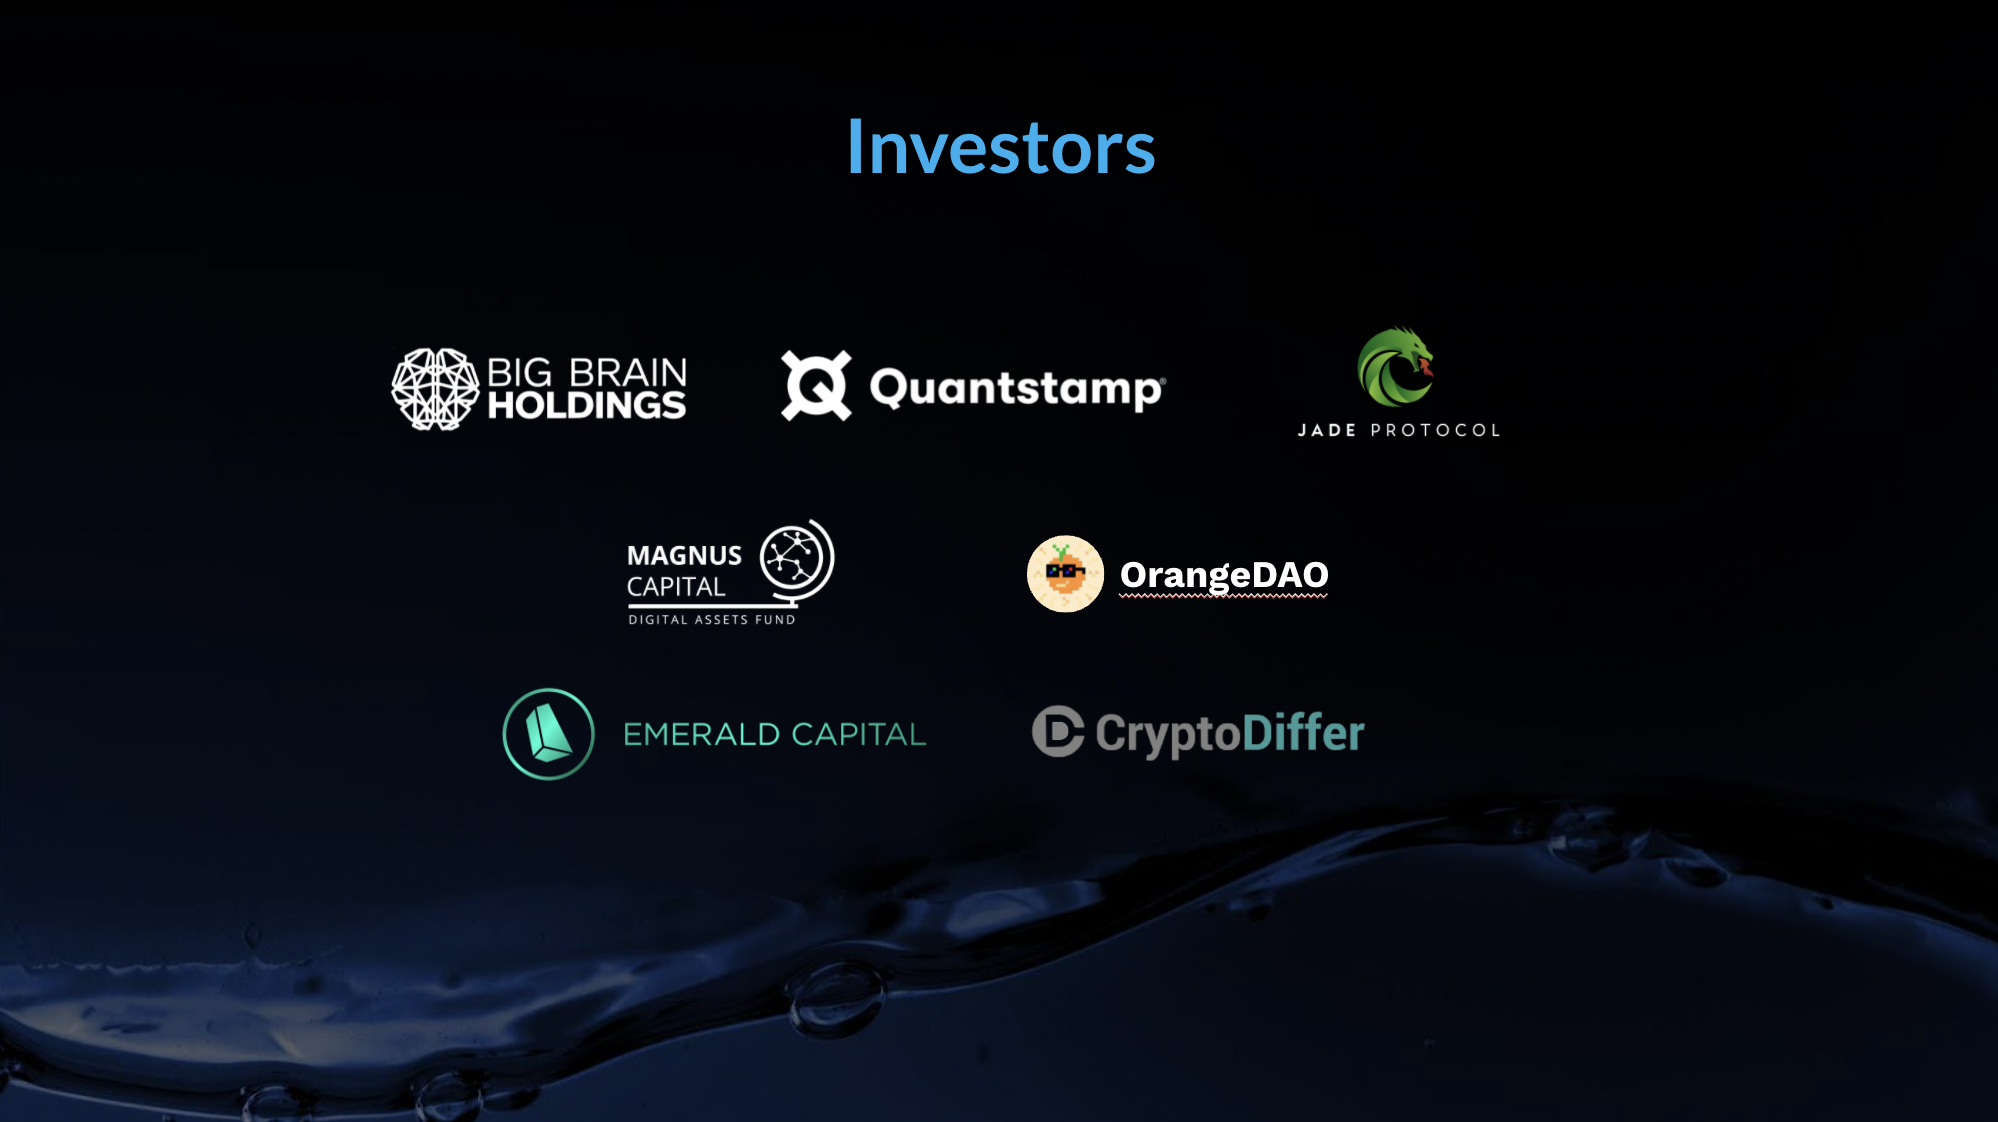 Investors
BIG BRAIN
HOLDINGS
Quantstamp®
JADE PROTOCOL
MAGNUS
CAPITAL
DIGITAL ASSETS FUND
OrangeDAO
EMERALD CAPITAL
CryptoDiffer